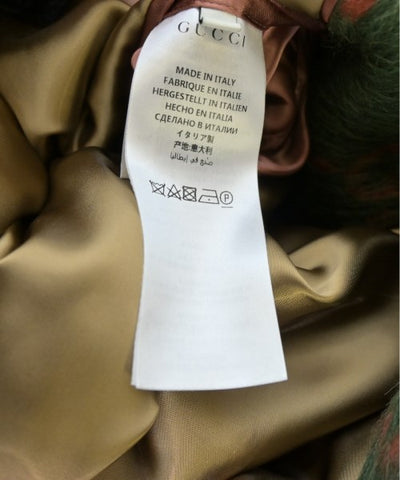 GUCCI
MADE IN ITALY
FABRIQUE EN ITALIE
HERGESTELLT IN ITALIEN
HECHO EN ITALIA
СДЕЛАНО В ИТАЛИИ
イタリア製
产地:意大利
صنع في إيطاليا
P